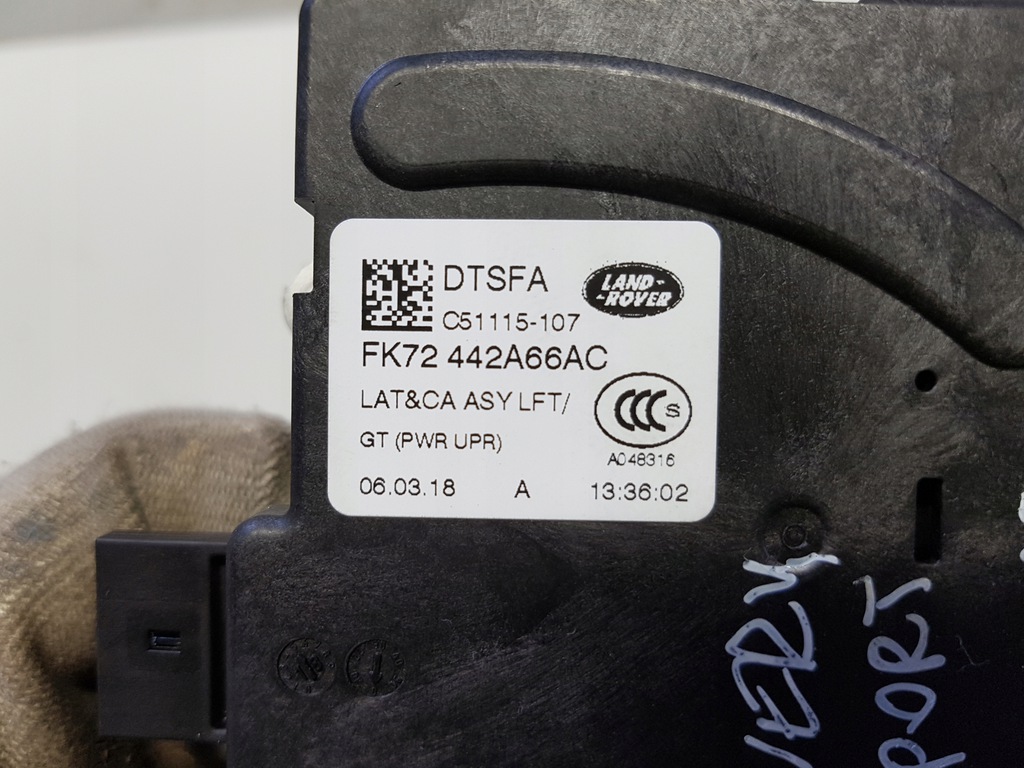 DTSFA
LAND-
-ROVER
C51115-107
FK72 442A66AC
LAT&CA ASY LFT/
GT (PWR UPR)
CCC S
A048316
06.03.18 A 13:36:02